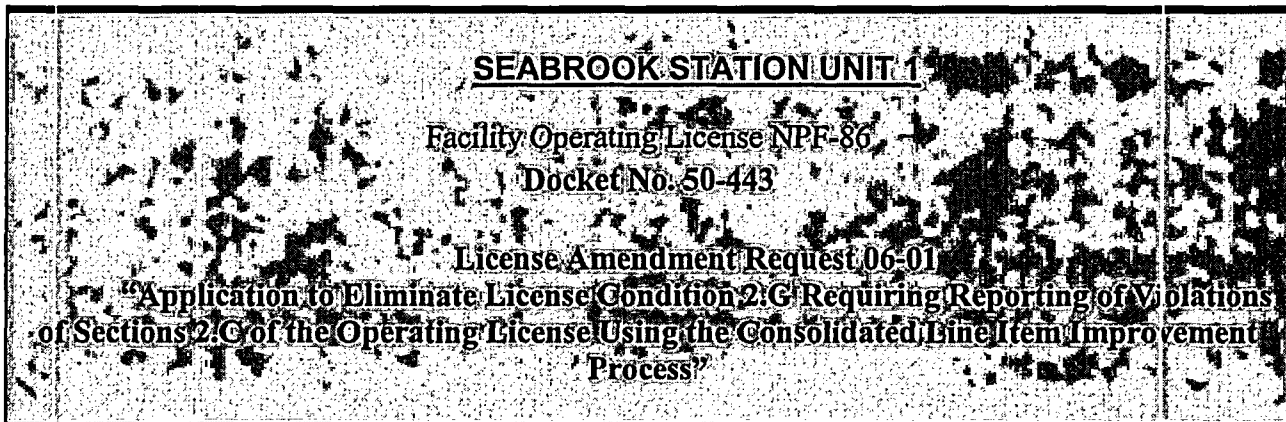 SEABROOK STATION UNIT 1
Facility Operating License NPF-86
Docket No. 50-443
License Amendment Request 06-01
“Application to Eliminate License Condition 2.G Requiring Reporting of Violations
of Sections 2.C of the Operating License Using the Consolidated Line Item Improvement
Process”